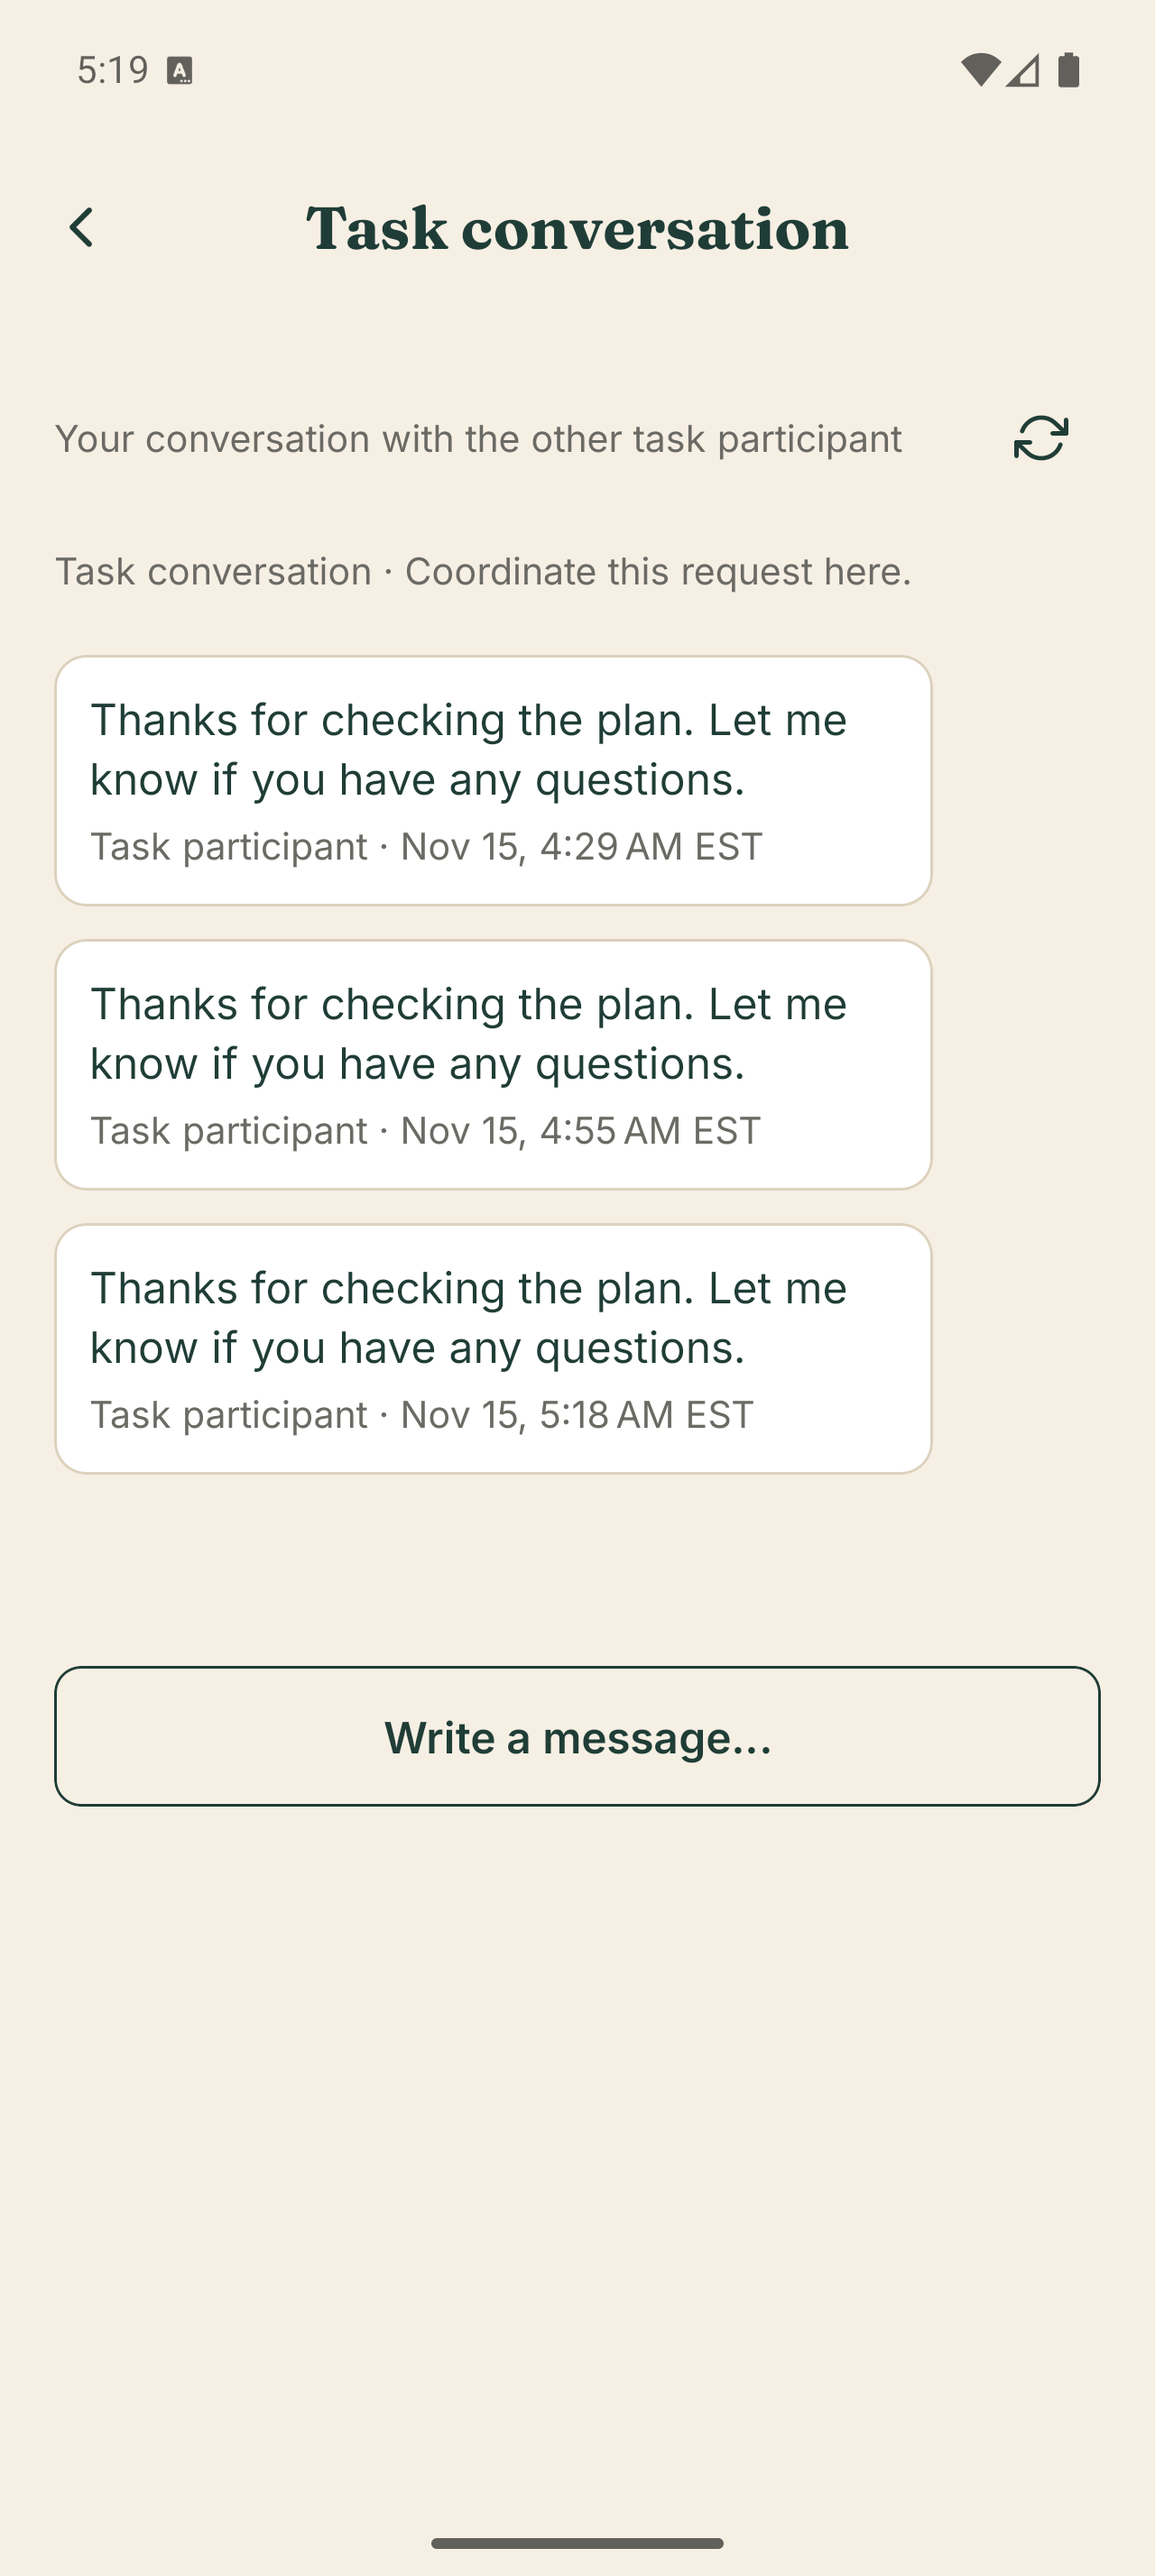 5:19
Task conversation
Your conversation with the other task participant
Task conversation · Coordinate this request here.
Thanks for checking the plan. Let me
know if you have any questions.
Task participant · Nov 15, 4:29 AM EST
Thanks for checking the plan. Let me
know if you have any questions.
Task participant · Nov 15, 4:55 AM EST
Thanks for checking the plan. Let me
know if you have any questions.
Task participant · Nov 15, 5:18 AM EST
Write a message...